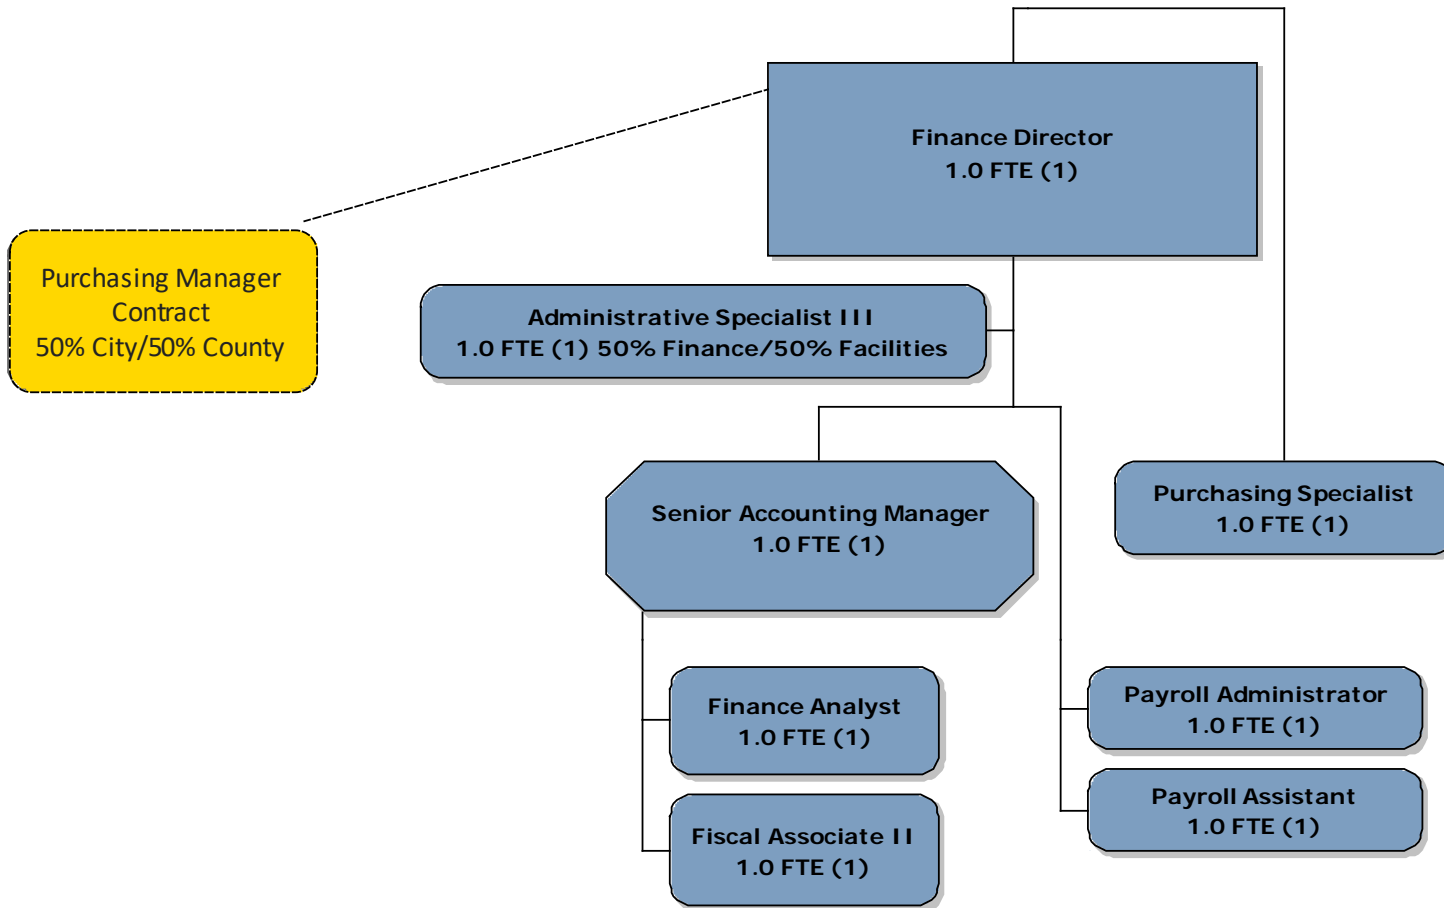 Finance Director
1.0 FTE (1)
Purchasing Manager
Contract
50% City/50% County
Administrative Specialist III
1.0 FTE (1) 50% Finance/50% Facilities
Senior Accounting Manager
1.0 FTE (1)
Purchasing Specialist
1.0 FTE (1)
Finance Analyst
1.0 FTE (1)
Payroll Administrator
1.0 FTE (1)
Fiscal Associate II
1.0 FTE (1)
Payroll Assistant
1.0 FTE (1)